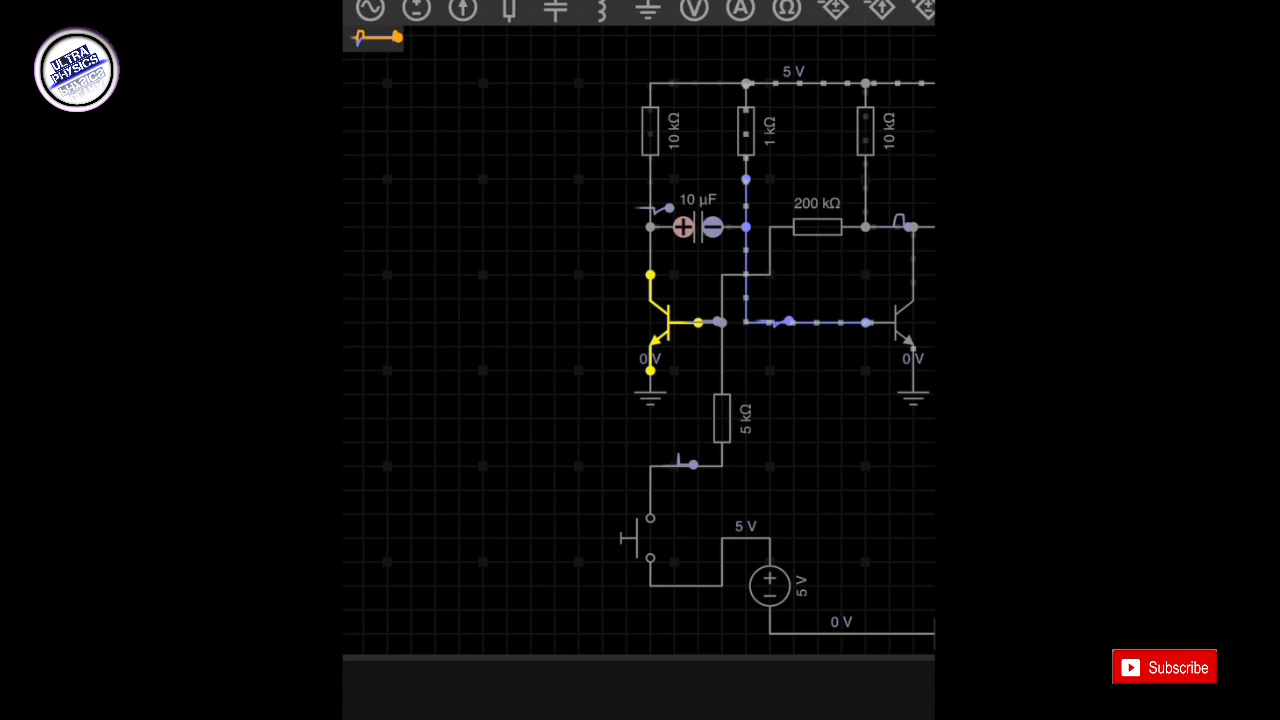 V A Ω
ULTRA
PHYSICS
5 V
10 kΩ
1 kΩ
10 kΩ
10 µF
200 kΩ
0 V
0 V
5 kΩ
5 V
5 V
0 V
Subscribe